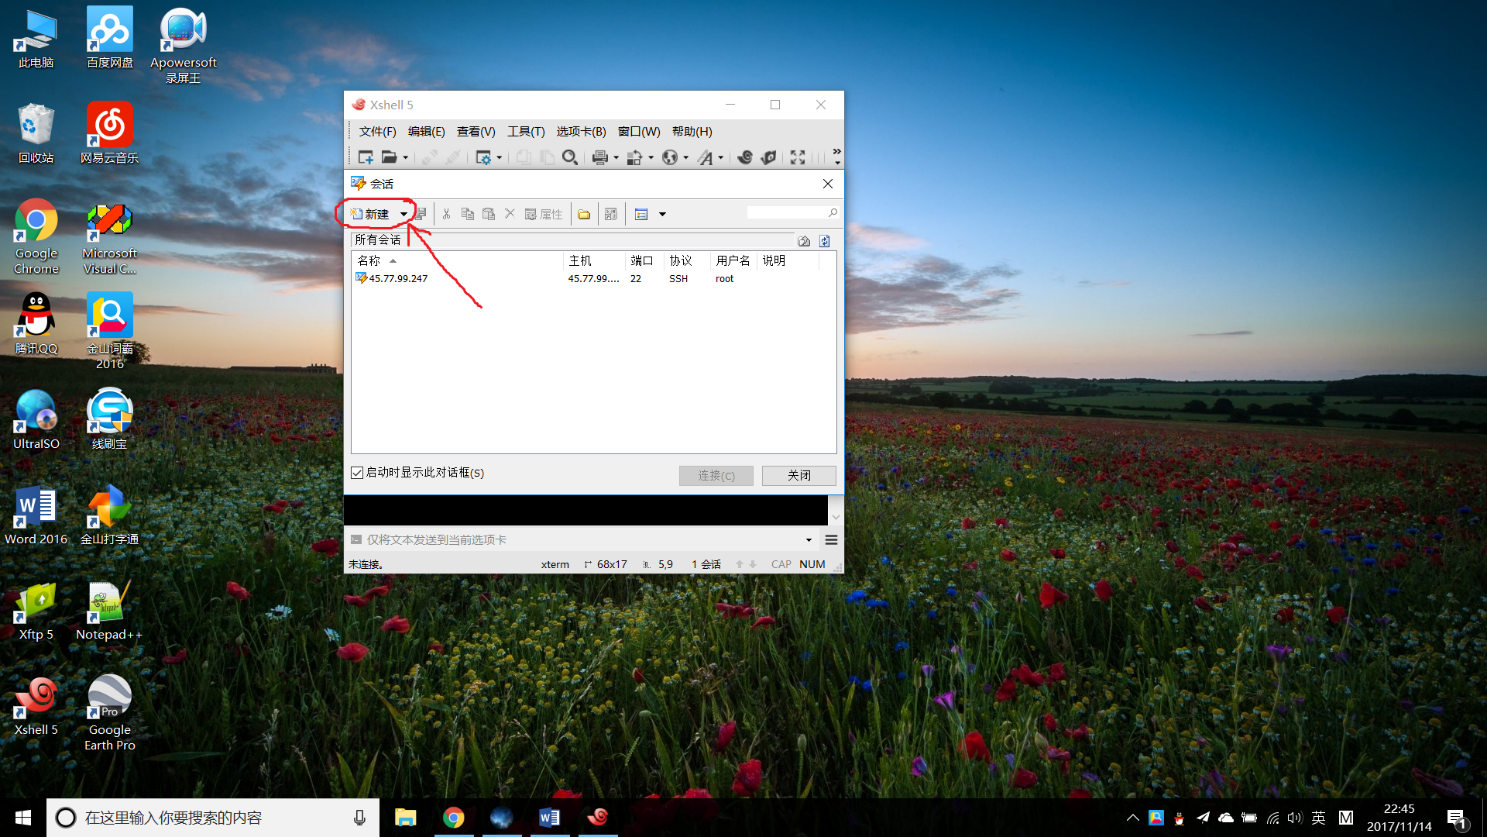 此电脑
百度网盘
Apowersoft
录屏王
回收站
网易云音乐
Google
Chrome
Microsoft
Visual C...
腾讯QQ
金山词霸
2016
UltraISO
线刷宝
Word 2016
金山打字通
Xftp 5
Notepad++
Xshell 5
Pro
Google
Earth Pro
Xshell 5
文件(F) 编辑(E) 查看(V) 工具(T) 选项卡(B) 窗口(W) 帮助(H)
会话
新建 属性
所有会话
名称 主机 端口 协议 用户名 说明
45.77.99.247 45.77.99.... 22 SSH root
启动时显示此对话框(S) 连接(C) 关闭
仅将文本发送到当前选项卡
未连接。 xterm 68x17 5,9 1 会话 CAP NUM
在这里输入你要搜索的内容
英 M
22:45
2017/11/14
1